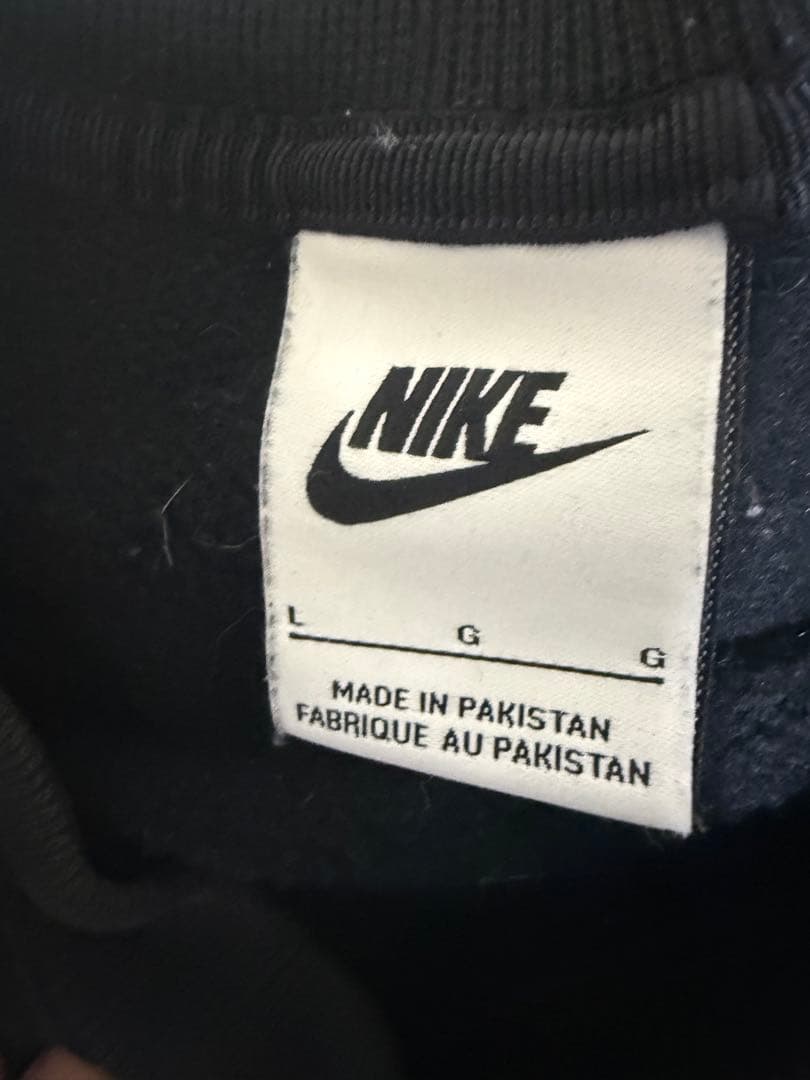 NIKE
L G G
MADE IN PAKISTAN
FABRIQUE AU PAKISTAN